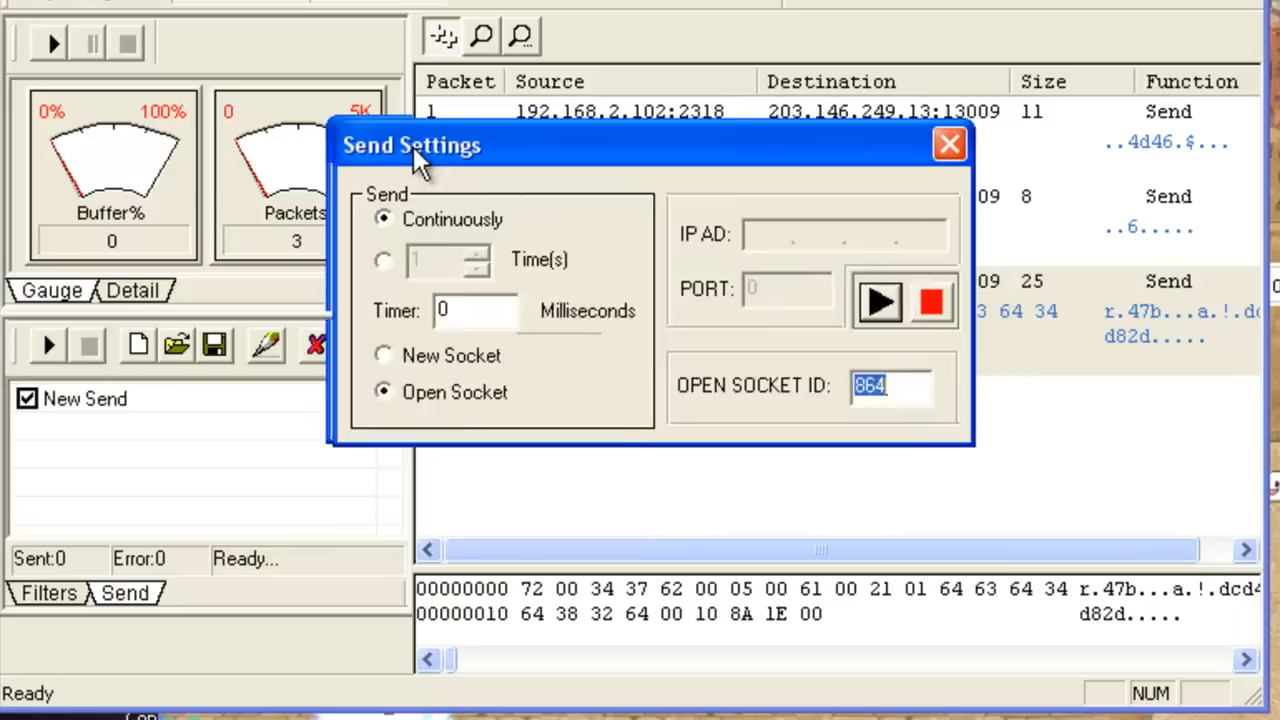 Packet Source Destination Size Function
0% 100% 0 5K
1 192.168.2.102:2318 203.146.249.13:13009 11 Send
..4d46.$...
Send Settings
Send
09 8 Send
Continuously
Buffer% Packets
..6.....
IP AD: . . .
0 3
1 Time(s)
09 25 Send
Gauge Detail
PORT: 0
Timer: 0 Milliseconds
3 64 34 r.47b...a.!.dc
d82d.....
New Socket
OPEN SOCKET ID: 864
Open Socket
New Send
Sent:0 Error:0 Ready...
Filters Send
00000000 72 00 34 37 62 00 05 00 61 00 21 01 64 63 64 34 r.47b...a.!.dcd4
00000010 64 38 32 64 00 10 8A 1E 00 d82d.....
Ready NUM